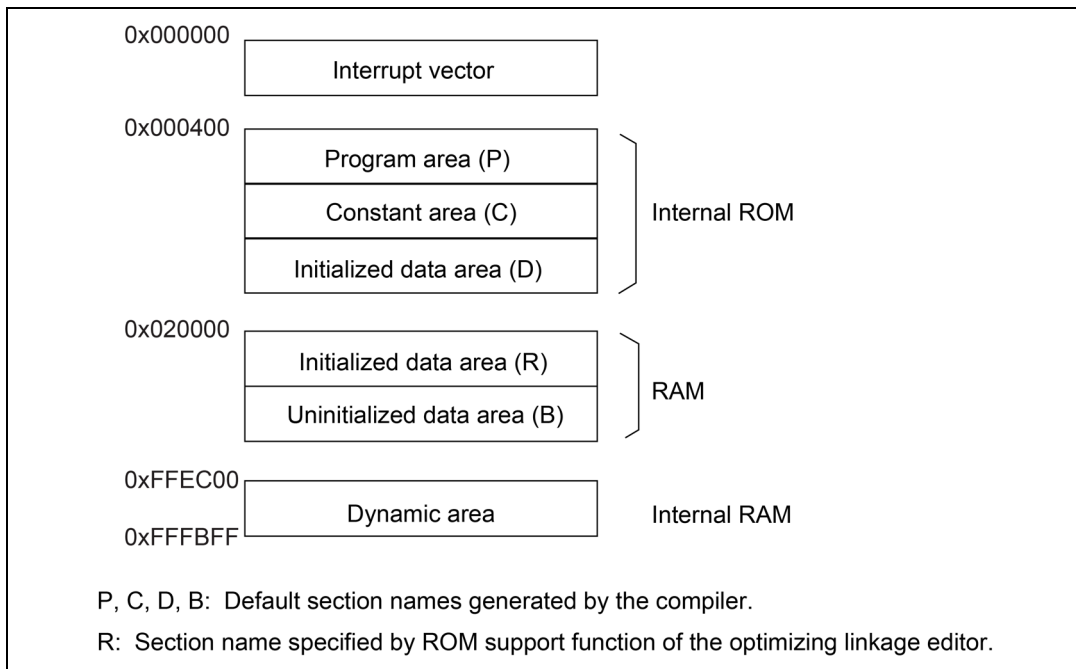 0x000000
Interrupt vector
0x000400
Program area (P)
Constant area (C)
Internal ROM
Initialized data area (D)
0x020000
Initialized data area (R)
RAM
Uninitialized data area (B)
0xFFEC00
Dynamic area
Internal RAM
0xFFFBFF
P, C, D, B:  Default section names generated by the compiler.
R:  Section name specified by ROM support function of the optimizing linkage editor.